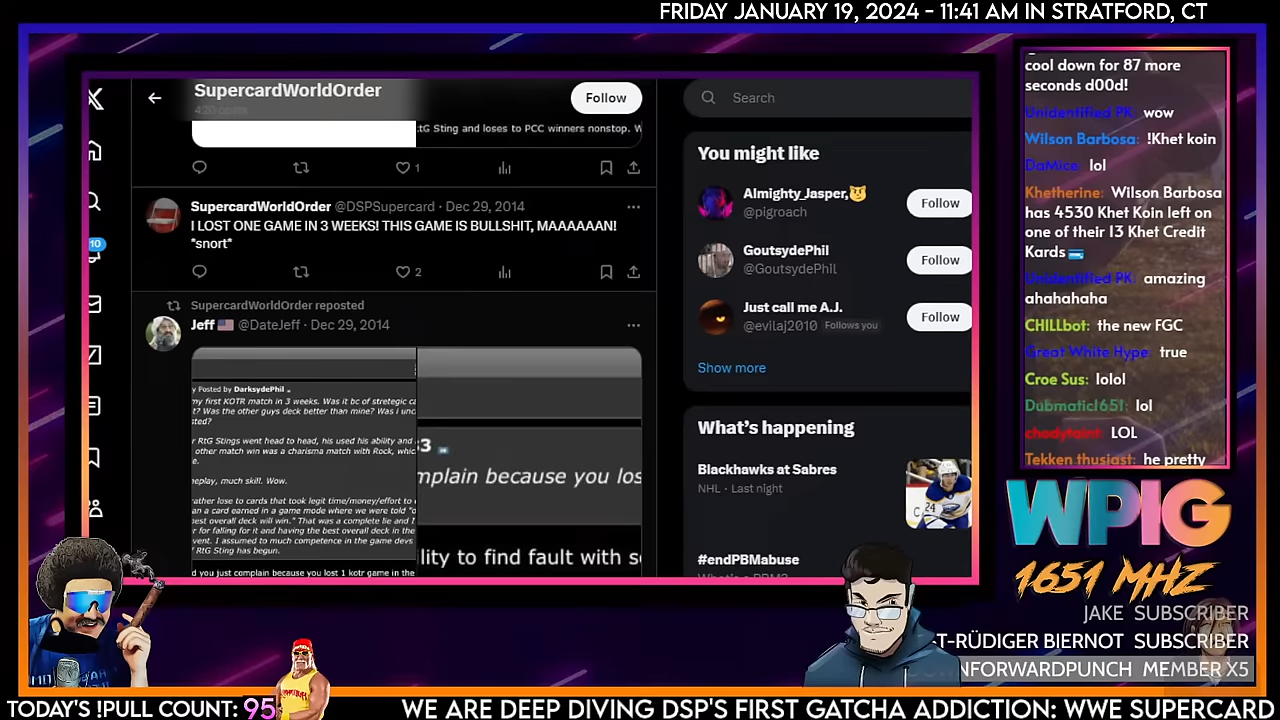 FRIDAY JANUARY 19, 2024 - 11:41 AM IN STRATFORD, CT
SupercardWorldOrder
Follow
Search
.tG Sting and loses to PCC winners nonstop. W
1
SupercardWorldOrder @DSPSupercard · Dec 29, 2014
I LOST ONE GAME IN 3 WEEKS! THIS GAME IS BULLSHIT, MAAAAAN!
*snort*
2
10
SupercardWorldOrder reposted
Jeff @DateJeff · Dec 29, 2014
y Posted by DarksydePhil
my first KOTR match in 3 weeks. Was it bc of stretegic ca
t? Was the other guys deck better than mine? Was i unc
sted?
r RtG Stings went head to head, his used his ability and
other match win was a charisma match with Rock, whic
e.
neplay, much skill. Wow.
ather lose to cards that took legit time/money/effort to
an a card earned in a game mode where we were told "o
est overall deck will win." That was a complete lie and I
r for falling for it and having the best overall deck in the
vent. I assumed to much competence in the game devs
f RtG Sting has begun.
d you just complain because you lost 1 kotr game in the
3
mplain because you los
lity to find fault with s
You might like
Almighty_Jasper,
@pigroach
Follow
GoutsydePhil
@GoutsydePhil
Follow
Just call me A.J.
@evilaj2010 Follows you
Follow
Show more
What's happening
Blackhawks at Sabres
NHL · Last night
#endPBMabuse
cool down for 87 more
seconds d00d!
Unidentified PK: wow
Wilson Barbosa: !Khet koin
DaMice: lol
Khetherine: Wilson Barbosa
has 4530 Khet Koin left on
one of their 13 Khet Credit
Kards
Unidentified PK: amazing
ahahahaha
CHILLbot: the new FGC
Great White Hype: true
Croe Sus: lolol
Dubmatic1651: lol
chodytaint: LOL
Tekken thusiast: he pretty
WPIG
1651 MHZ
JAKE SUBSCRIBER
T-RÜDIGER BIERNOT SUBSCRIBER
NFORWARDPUNCH MEMBER X5
TODAY'S !PULL COUNT: 95
WE ARE DEEP DIVING DSP'S FIRST GATCHA ADDICTION: WWE SUPERCARD